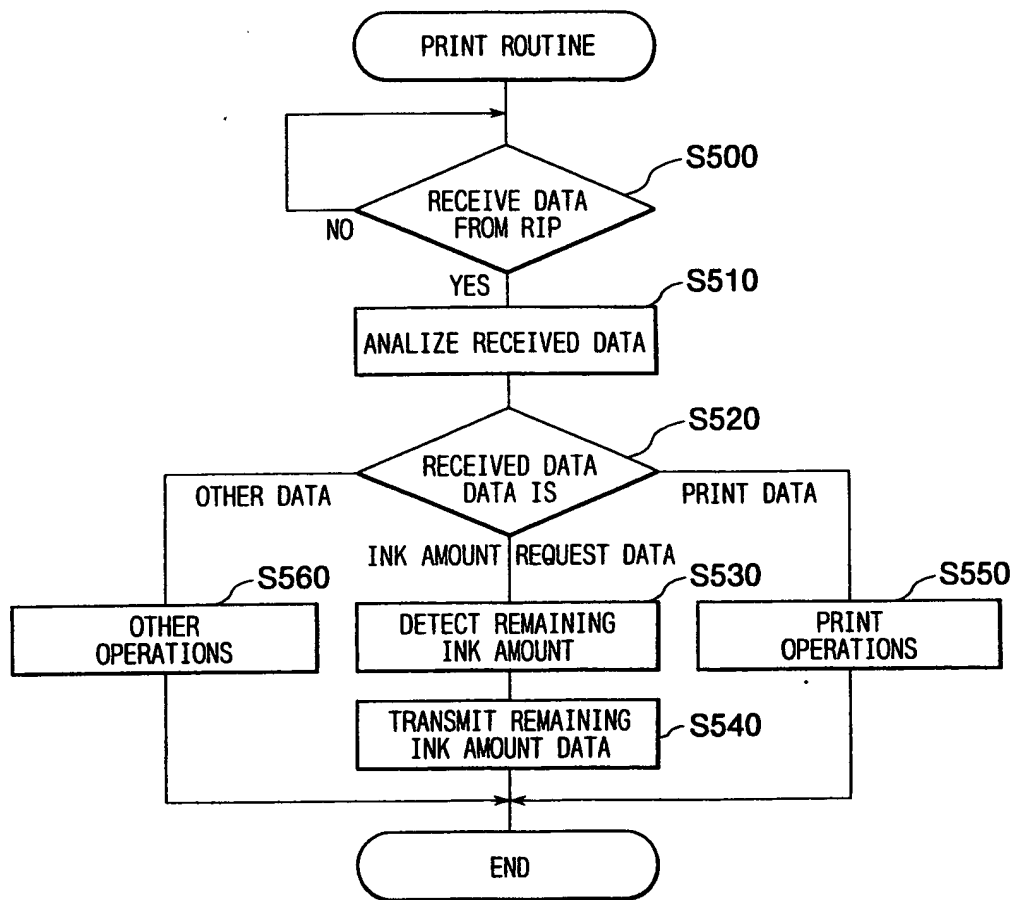 PRINT ROUTINE
S500
RECEIVE DATA
FROM RIP
NO
YES
S510
ANALIZE RECEIVED DATA
S520
RECEIVED DATA
DATA IS
OTHER DATA
PRINT DATA
INK AMOUNT REQUEST DATA
S560
S530
S550
OTHER
OPERATIONS
DETECT REMAINING
INK AMOUNT
PRINT
OPERATIONS
TRANSMIT REMAINING
INK AMOUNT DATA
S540
END